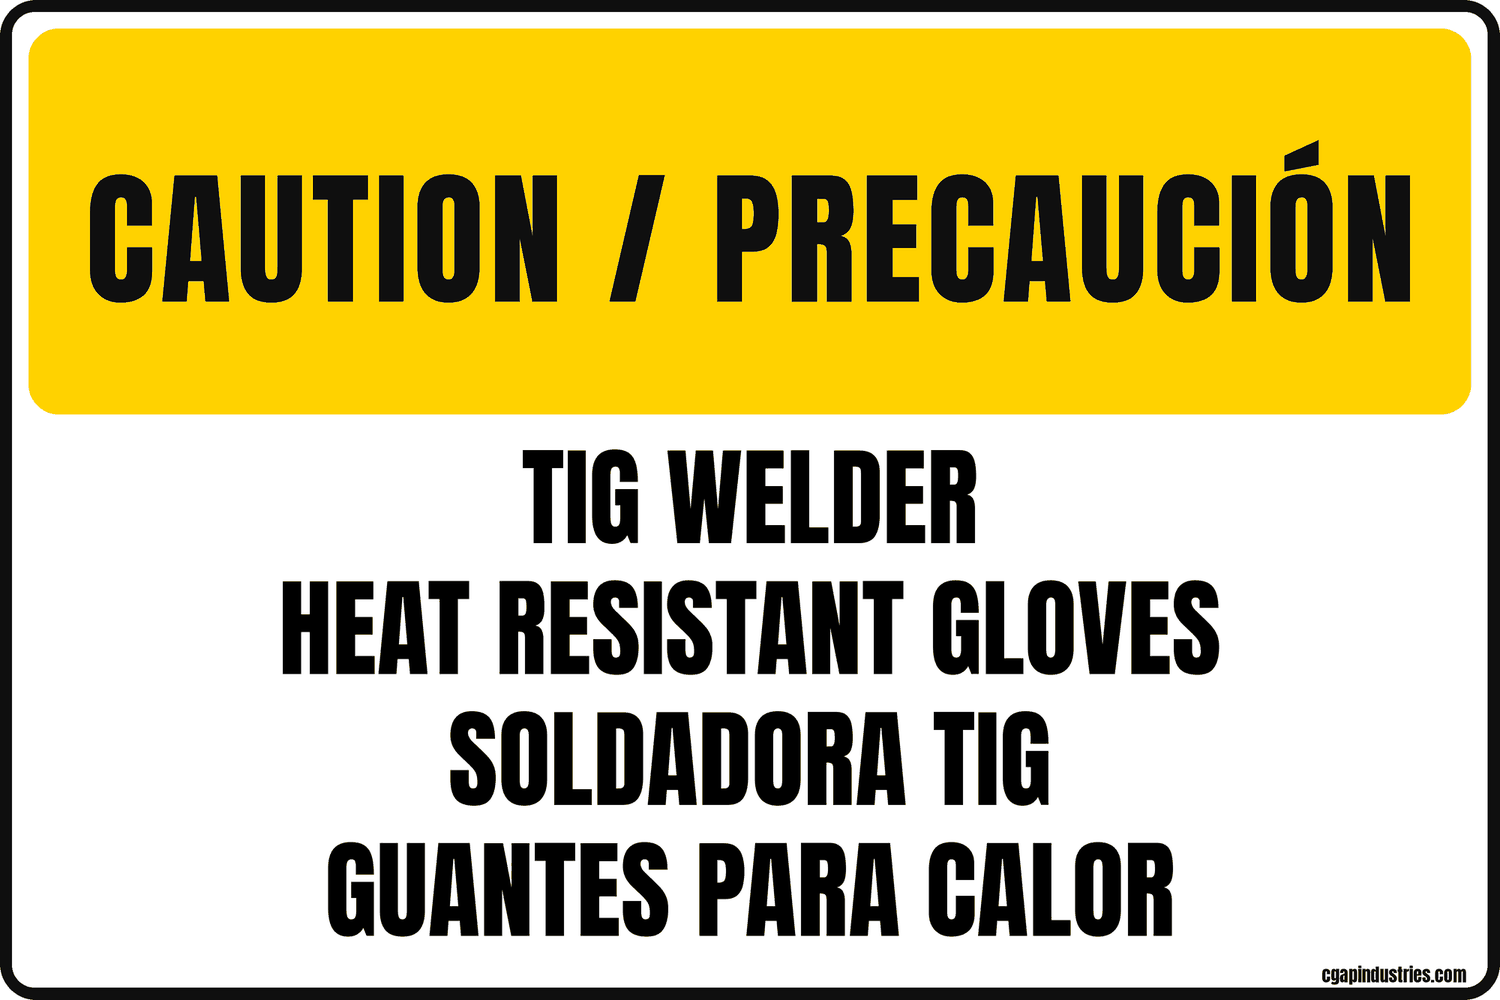 CAUTION / PRECAUCIÓN
TIG WELDER
HEAT RESISTANT GLOVES
SOLDADORA TIG
GUANTES PARA CALOR
cgapindustries.com